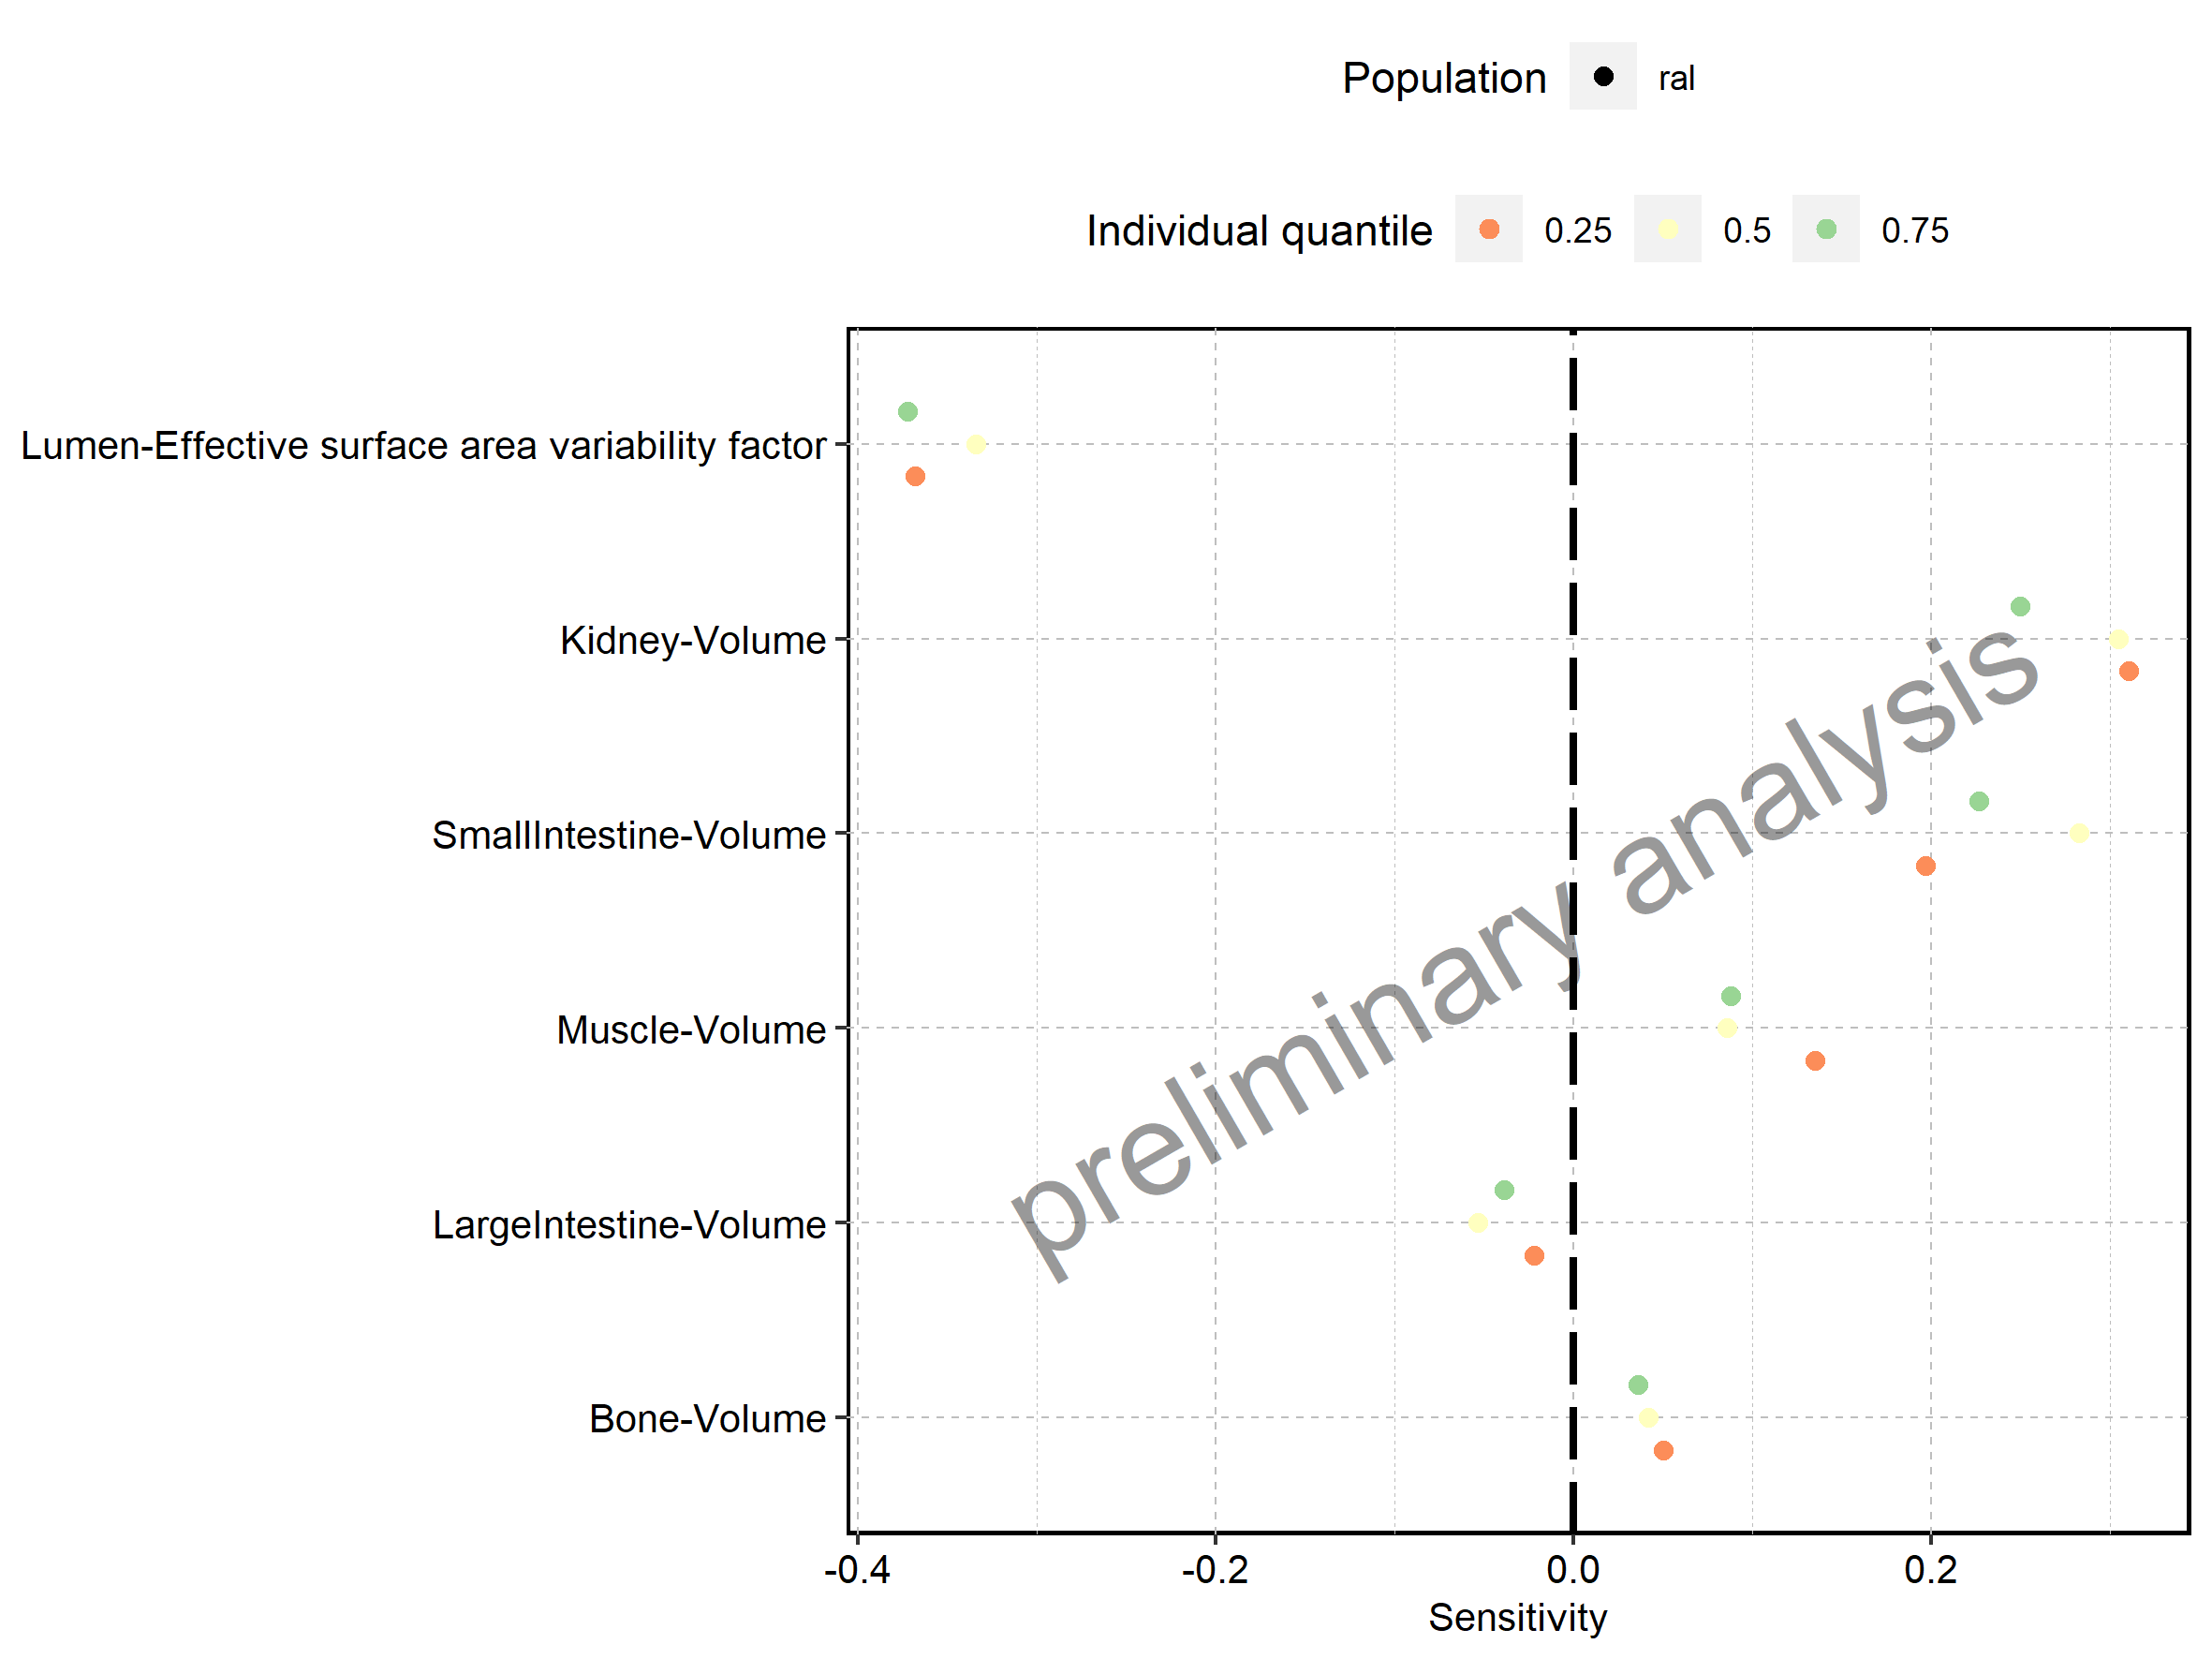 Population ral
Individual quantile 0.25 0.5 0.75
Lumen-Effective surface area variability factor
Kidney-Volume
SmallIntestine-Volume
Muscle-Volume
LargeIntestine-Volume
Bone-Volume
preliminary analysis
-0.4 -0.2 0.0 0.2
Sensitivity